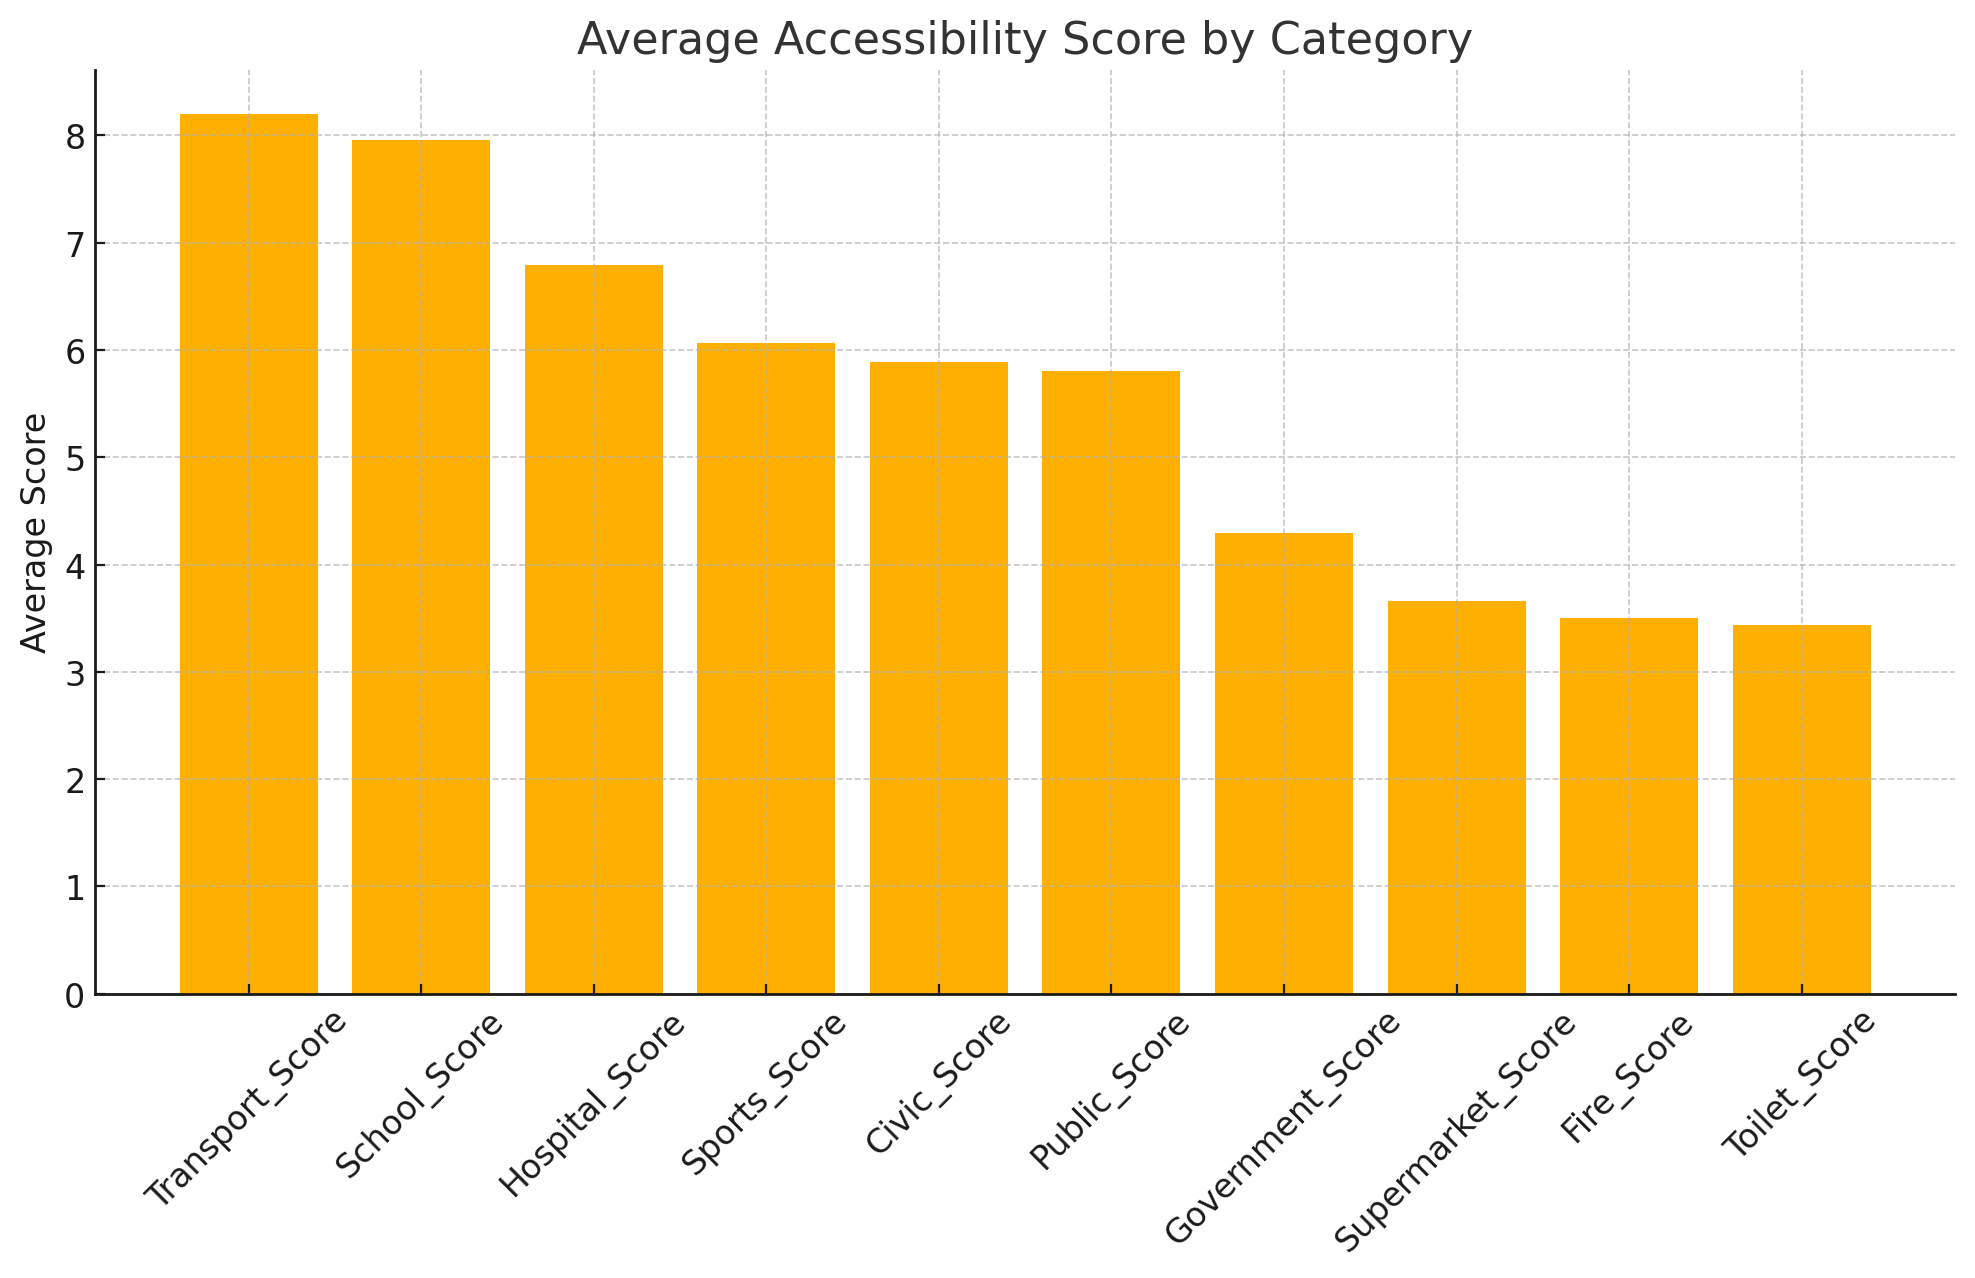 Average Accessibility Score by Category
Average Score
8
7
6
5
4
3
2
1
0
Transport_Score
School_Score
Hospital_Score
Sports_Score
Civic_Score
Public_Score
Government_Score
Supermarket_Score
Fire_Score
Toilet_Score